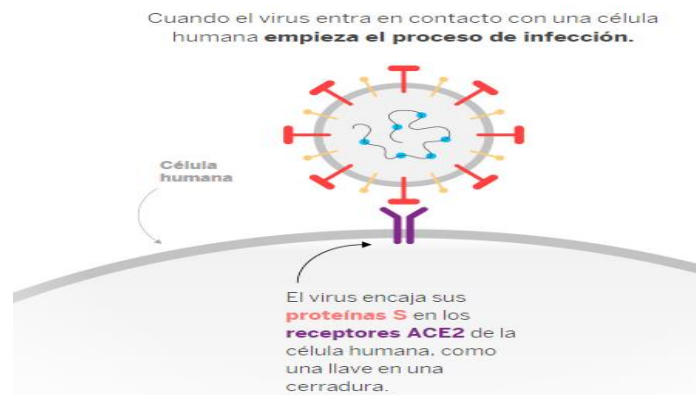 Cuando el virus entra en contacto con una célula
humana empieza el proceso de infección.
Célula
humana
El virus encaja sus
proteínas S en los
receptores ACE2 de la
célula humana, como
una llave en una
cerradura.